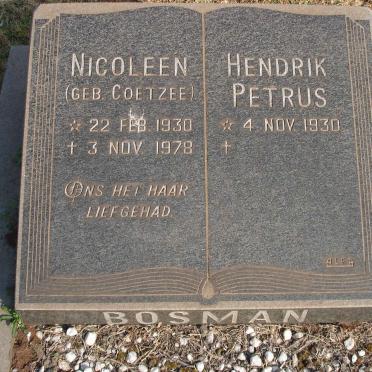 NICOLEEN
(GEB. COETZEE)
☆ 22 FEB. 1930
† 3 NOV. 1978
ONS HET HAAR
LIEFGEHAD.
HENDRIK
PETRUS
☆ 4 NOV. 1930
†
BOSMAN